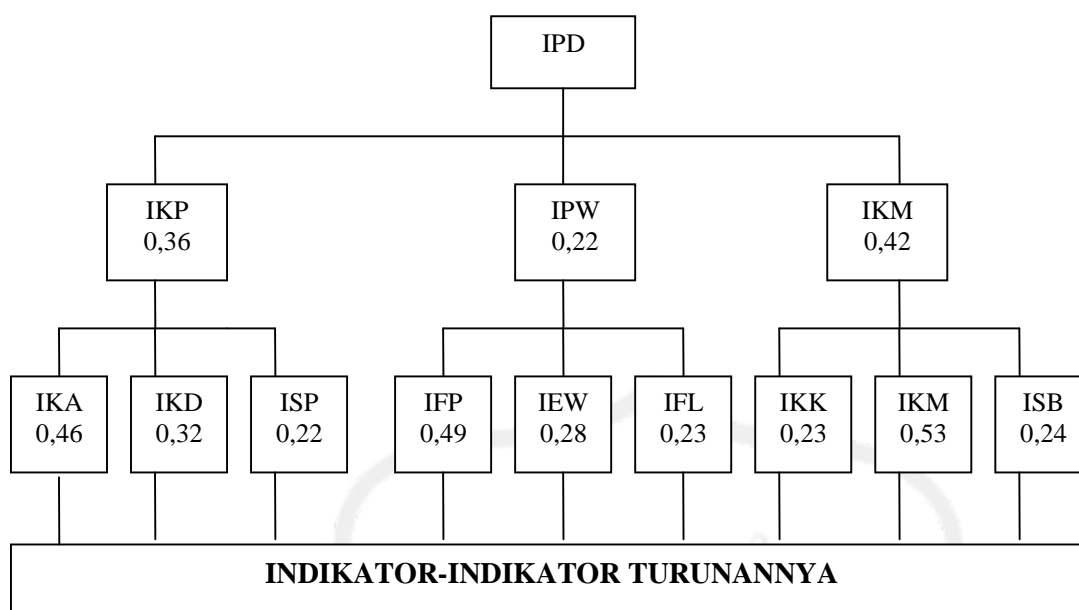 IPD
IKP
0,36
IPW
0,22
IKM
0,42
IKA
0,46
IKD
0,32
ISP
0,22
IFP
0,49
IEW
0,28
IFL
0,23
IKK
0,23
IKM
0,53
ISB
0,24
INDIKATOR-INDIKATOR TURUNANNYA